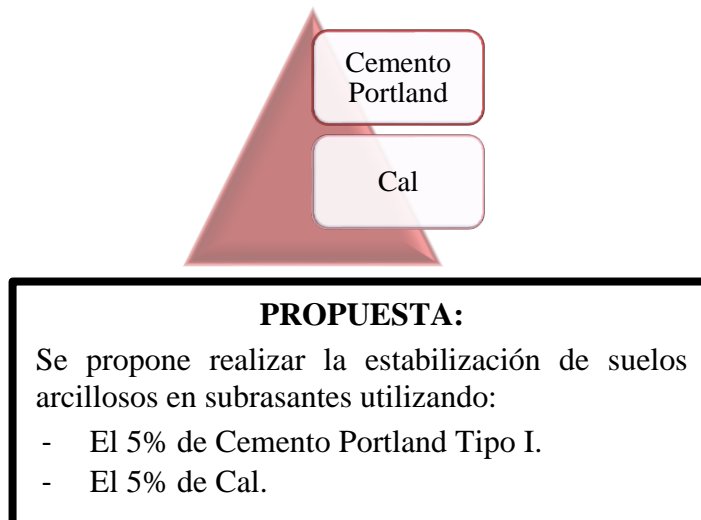 Cemento
Portland
Cal
PROPUESTA:
Se propone realizar la estabilización de suelos
arcillosos en subrasantes utilizando:
- El 5% de Cemento Portland Tipo I.
- El 5% de Cal.